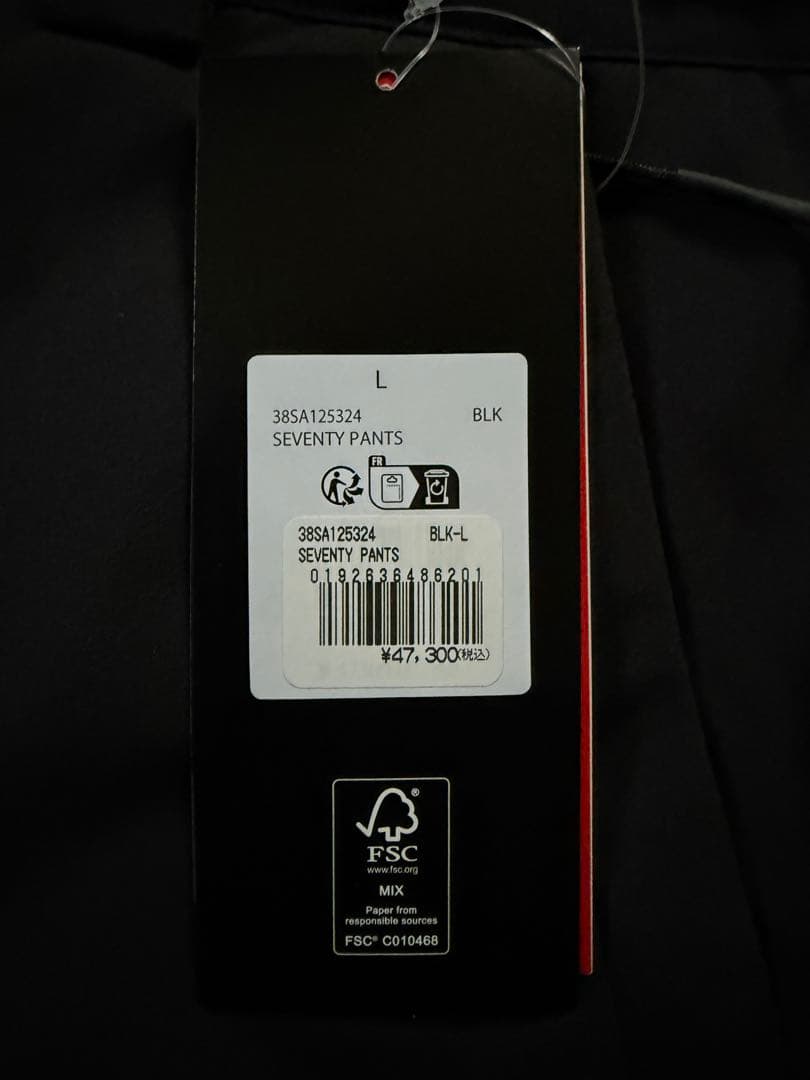 L
38SA125324 BLK
SEVENTY PANTS
FR
38SA125324 BLK-L
SEVENTY PANTS
0192636486201
¥47,300(税込)
FSC®
www.fsc.org
MIX
Paper from
responsible sources
FSC® C010468